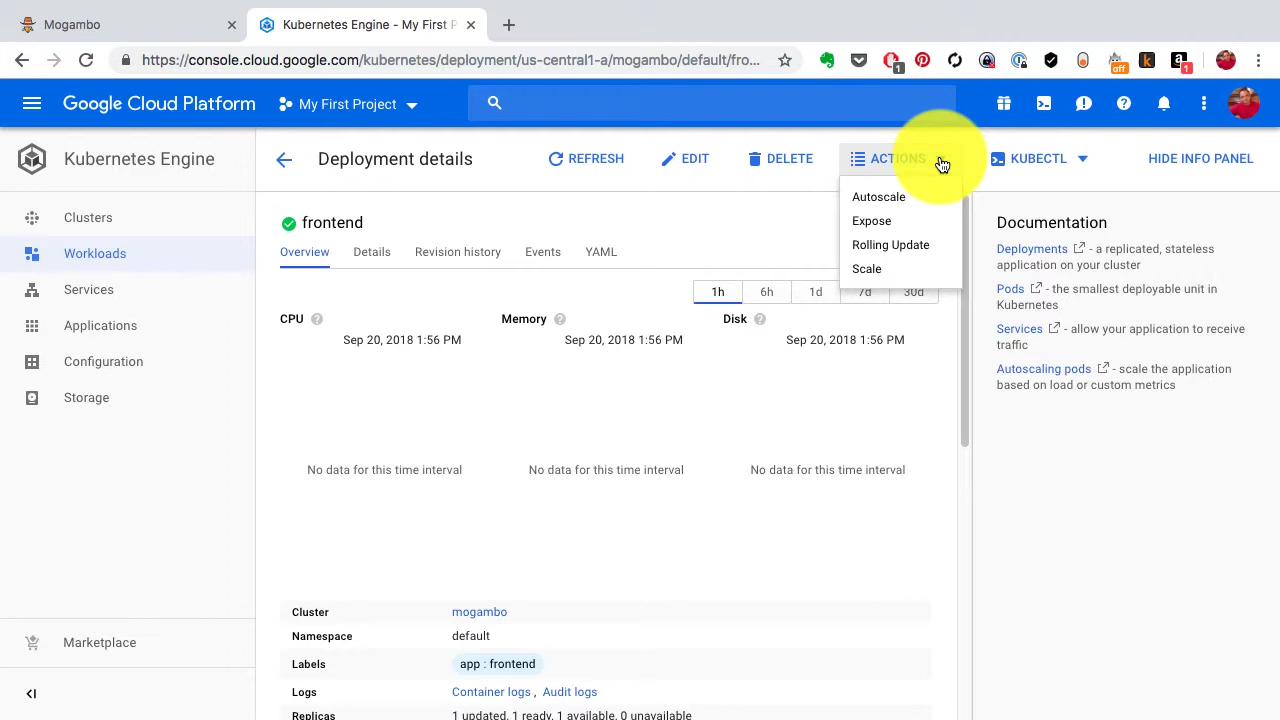 Mogambo
Kubernetes Engine - My First P
https://console.cloud.google.com/kubernetes/deployment/us-central1-a/mogambo/default/fro...
1
off
k
a
1
Google Cloud Platform
My First Project
Kubernetes Engine
Deployment details
REFRESH
EDIT
DELETE
ACTIONS
KUBECTL
HIDE INFO PANEL
Autoscale
Expose
Rolling Update
Scale
Clusters
Workloads
Services
Applications
Configuration
Storage
Marketplace
frontend
Overview
Details
Revision history
Events
YAML
1h
6h
1d
7d
30d
CPU
Memory
Disk
Sep 20, 2018 1:56 PM
Sep 20, 2018 1:56 PM
Sep 20, 2018 1:56 PM
No data for this time interval
No data for this time interval
No data for this time interval
Cluster
mogambo
Namespace
default
Labels
app : frontend
Logs
Container logs , Audit logs
Replicas
1 updated, 1 ready, 1 available, 0 unavailable
Documentation
Deployments - a replicated, stateless
application on your cluster
Pods - the smallest deployable unit in
Kubernetes
Services - allow your application to receive
traffic
Autoscaling pods - scale the application
based on load or custom metrics